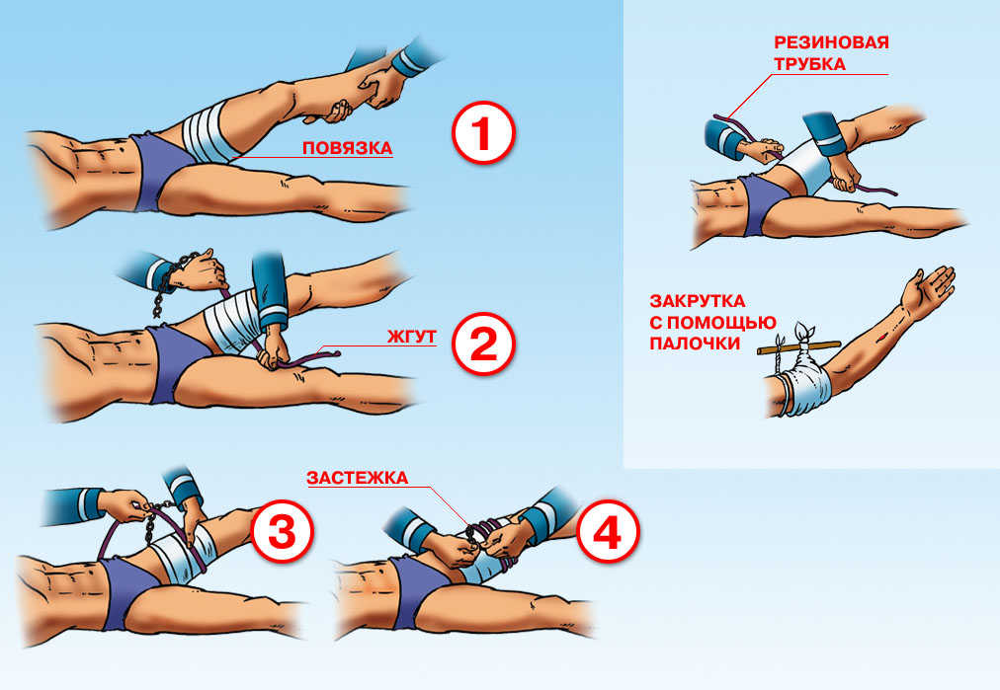 1
ПОВЯЗКА
2
ЖГУТ
3
ЗАСТЕЖКА
4
РЕЗИНОВАЯ
ТРУБКА
ЗАКРУТКА
С ПОМОЩЬЮ
ПАЛОЧКИ